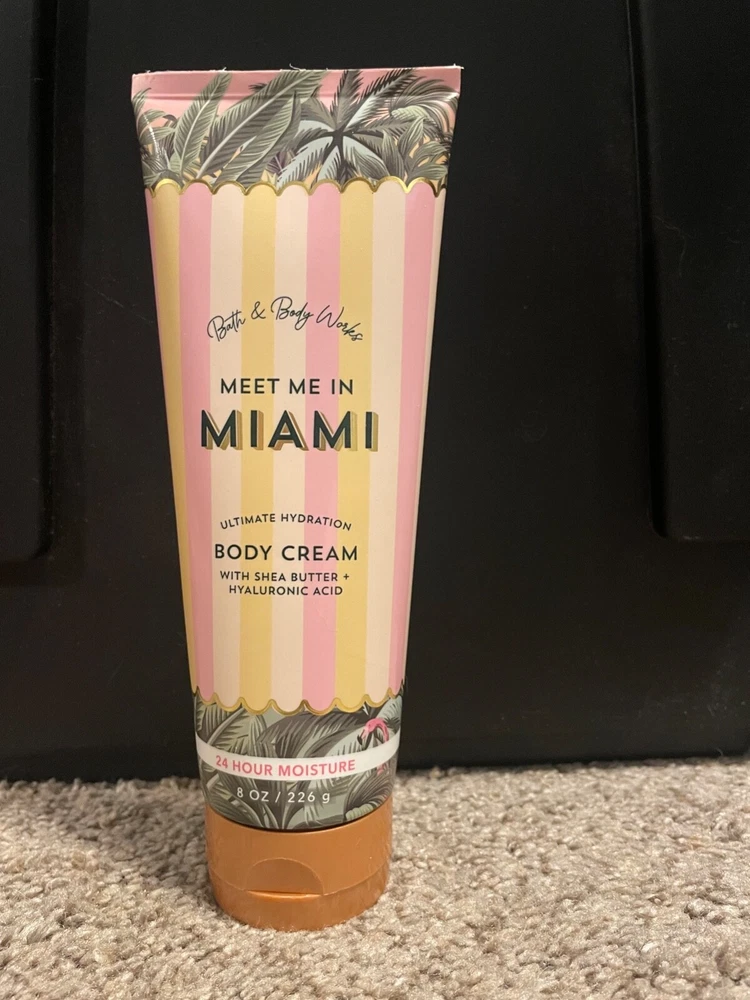 Bath & Body Works
MEET ME IN
MIAMI
ULTIMATE HYDRATION
BODY CREAM
WITH SHEA BUTTER +
HYALURONIC ACID
24 HOUR MOISTURE
8 OZ / 226 g